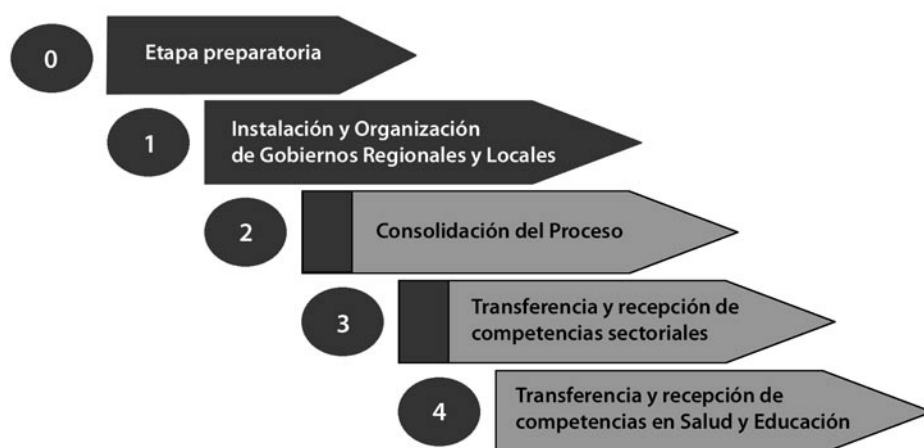 0
Etapa preparatoria
1
Instalación y Organización
de Gobiernos Regionales y Locales
2
Consolidación del Proceso
3
Transferencia y recepción de
competencias sectoriales
4
Transferencia y recepción de
competencias en Salud y Educación